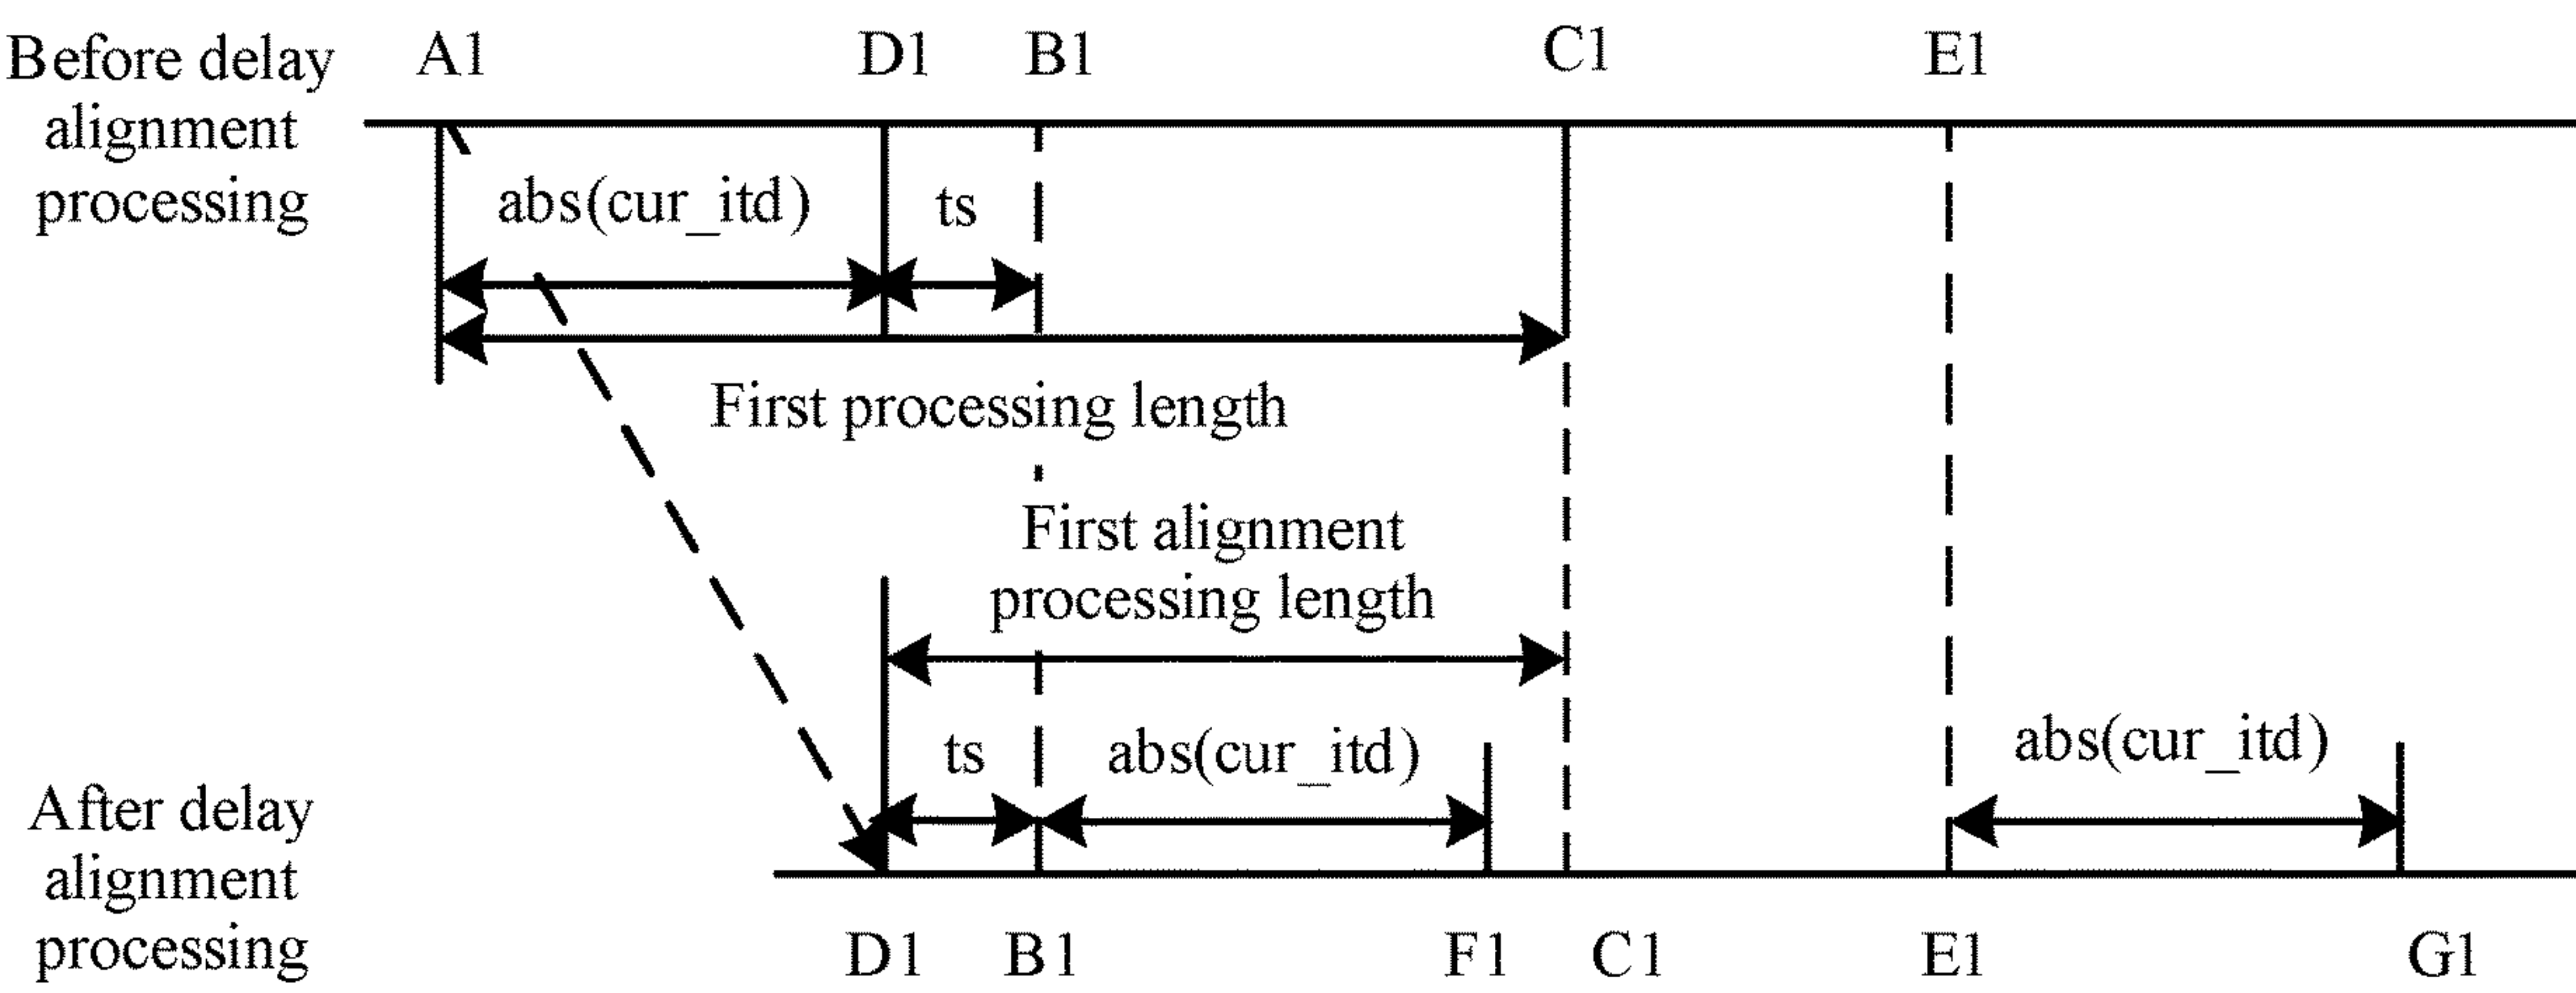 Before delay
alignment
processing
A1
D1
B1
C1
E1
abs(cur_itd)
ts
First processing length
First alignment
processing length
ts
abs(cur_itd)
abs(cur_itd)
After delay
alignment
processing
D1
B1
F1
C1
E1
G1